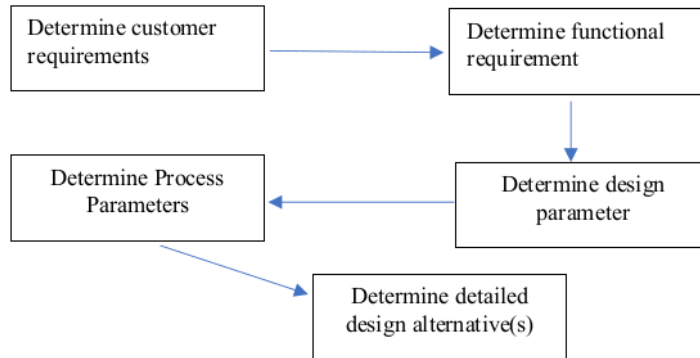 Determine customer
requirements
Determine functional
requirement
Determine design
parameter
Determine Process
Parameters
Determine detailed
design alternative(s)